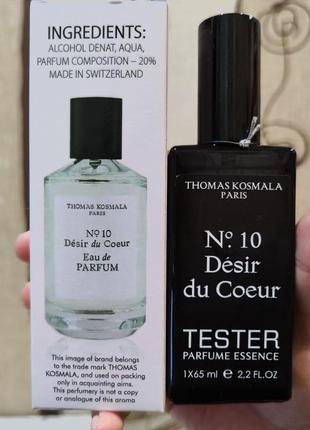 INGREDIENTS:
ALCOHOL DENAT, AQUA,
PARFUM COMPOSITION – 20%
MADE IN SWITZERLAND
THOMAS KOSMALA
PARIS
Nº 10
Désir du Coeur
Eau de
PARFUM
This image of brand belongs
to the trade mark THOMAS
KOSMALA, and used on packing
only in acquainting aims.
This perfumery is not a copy
or analogue of this aroma
THOMAS KOSMALA
PARIS
Nº. 10
Désir
du Coeur
TESTER
PARFUME ESSENCE
1X65 ml e 2,2 FL.OZ